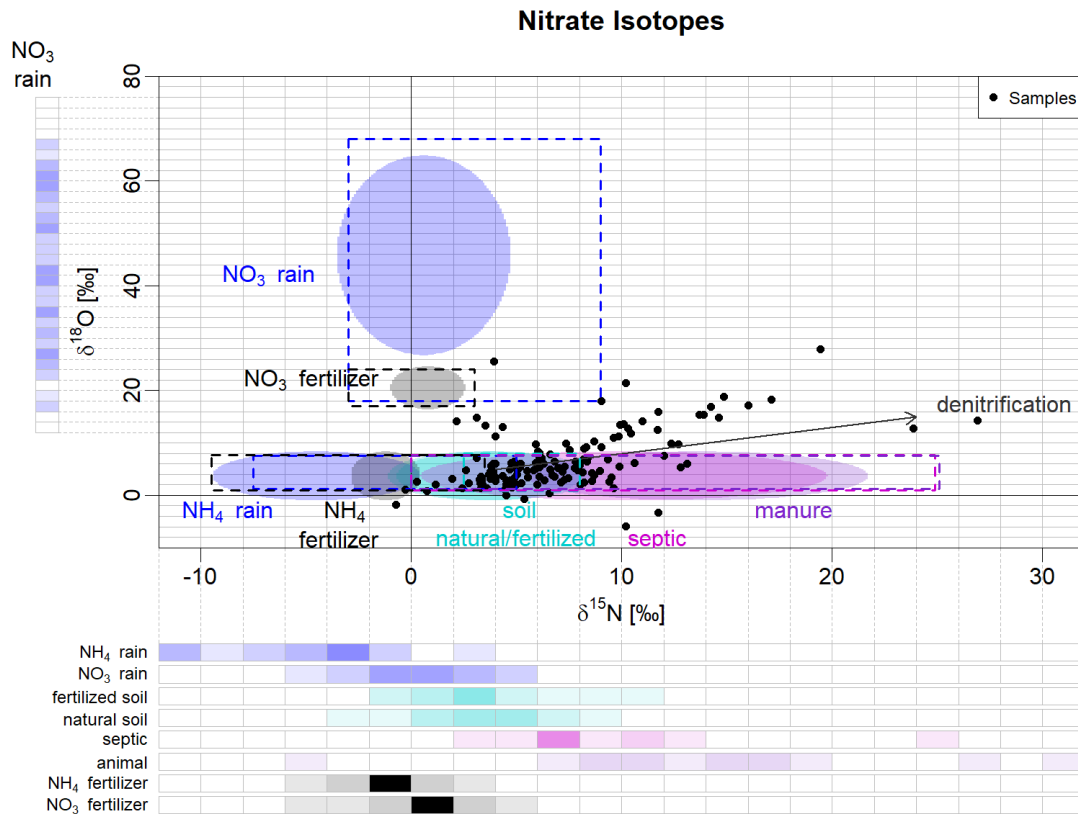 Nitrate Isotopes
NO₃
rain
80
60
40
20
0
δ¹⁸O [‰]
Samples
NO₃ rain
NO₃ fertilizer
denitrification
NH₄ rain
NH₄
fertilizer
soil
natural/fertilized
septic
manure
-10 0 10 20 30
δ¹⁵N [‰]
NH₄ rain
NO₃ rain
fertilized soil
natural soil
septic
animal
NH₄ fertilizer
NO₃ fertilizer